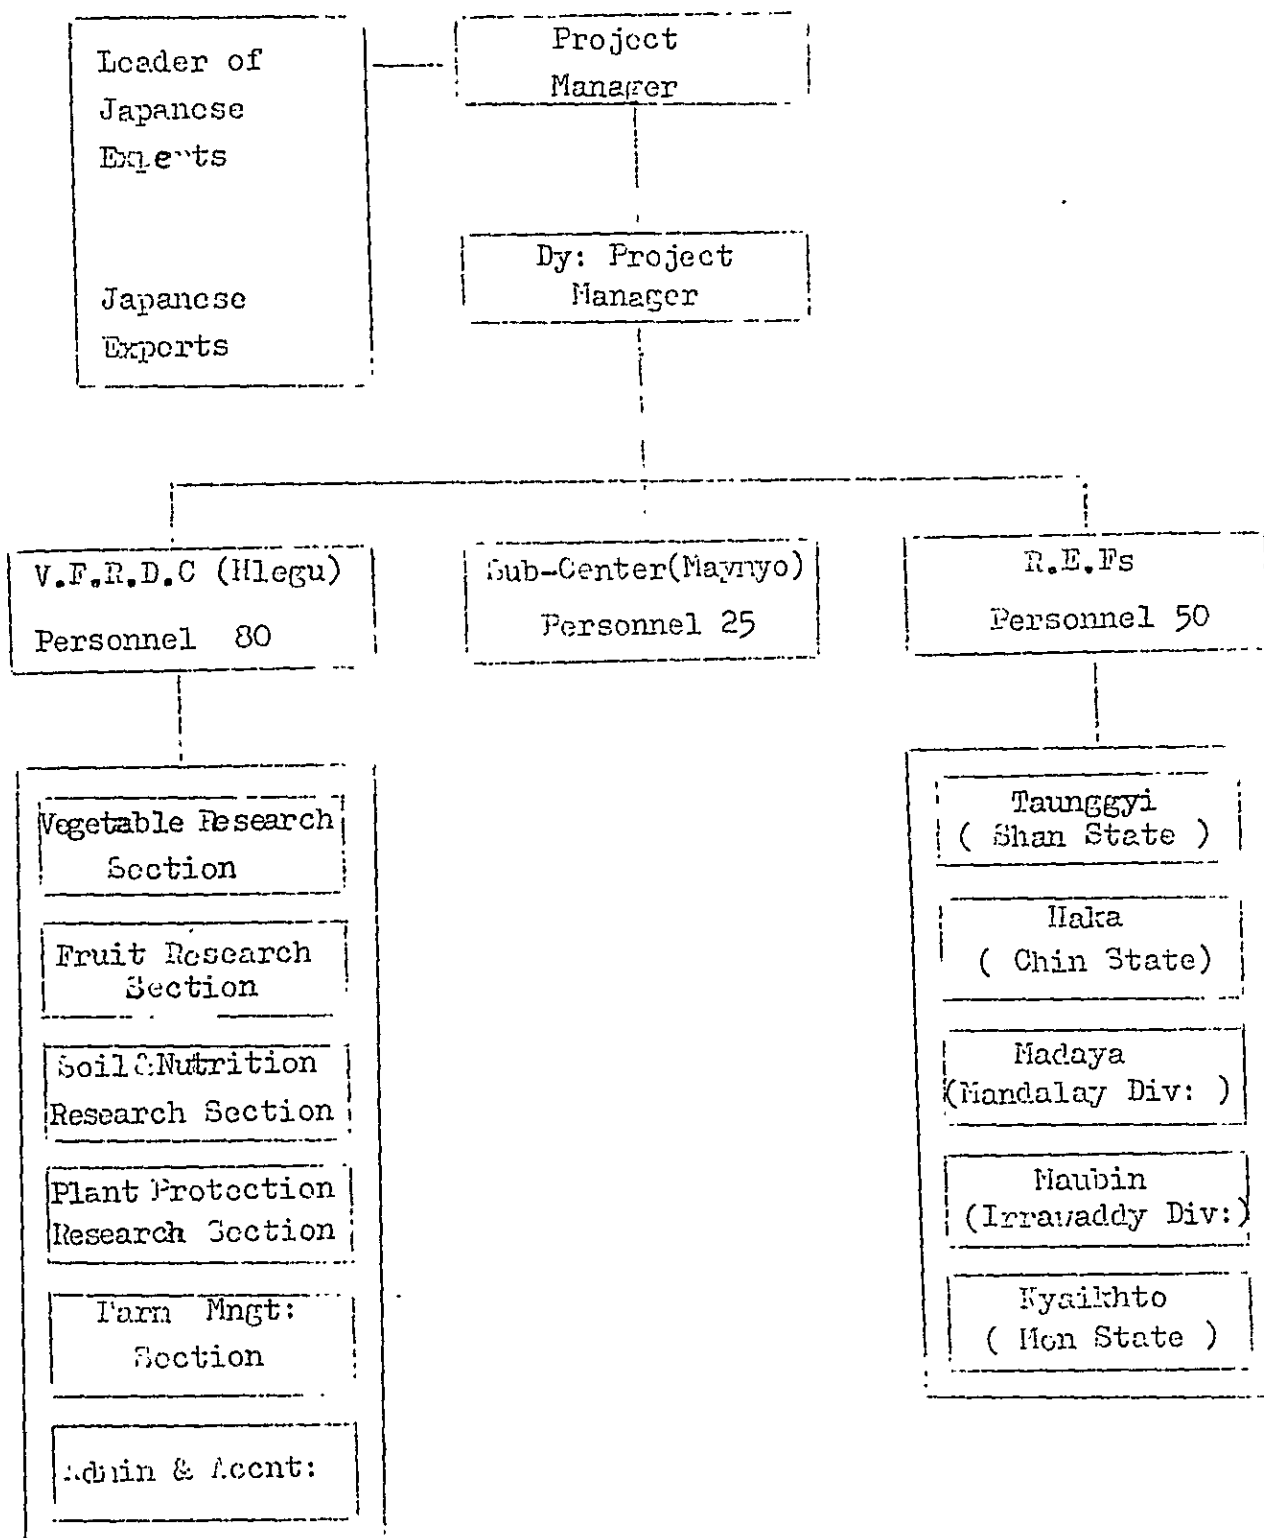 Leader of
Japanese
Experts
Japanese
Experts
Project
Manager
Dy: Project
Manager
V.F.R.D.C (Hlegu)
Personnel 80
Sub-Center(Maymyo)
Personnel 25
R.E.Fs
Personnel 50
Vegetable Research
Section
Fruit Research
Section
Soil&Nutrition
Research Section
Plant Protection
Research Section
Farm Mngt:
Section
Admin & Accnt:
Taunggyi
( Shan State )
Haka
( Chin State)
Madaya
(Mandalay Div: )
Maubin
(Irrawaddy Div:)
Kyaikhto
( Mon State )